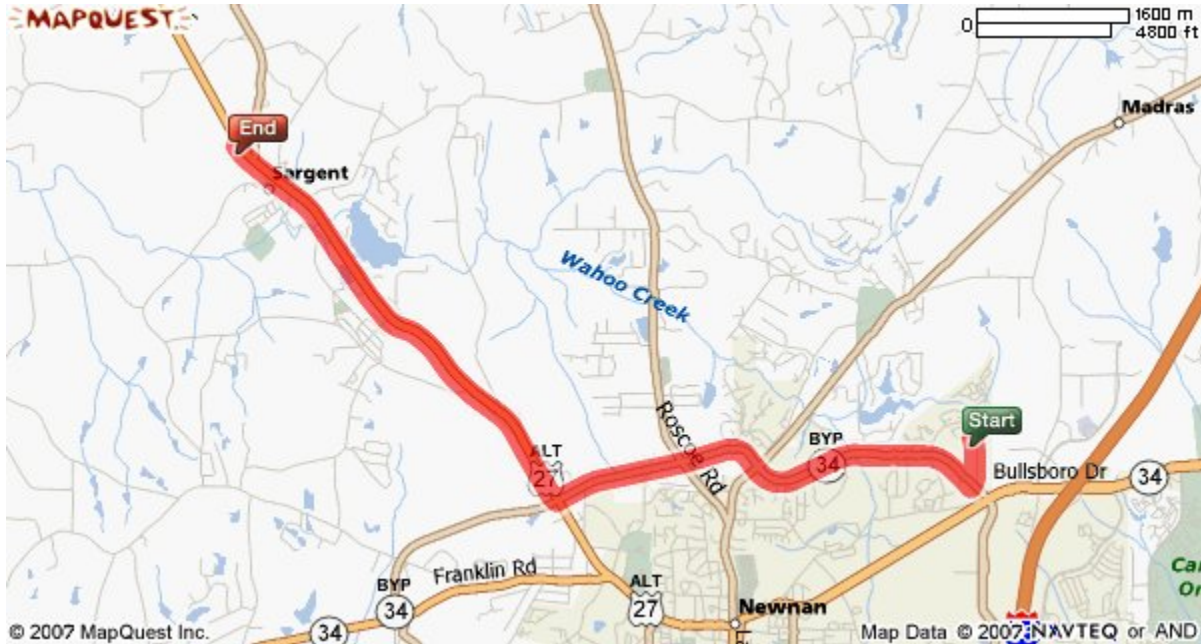 MAPQUEST
0
1600 m
4800 ft
Madras
End
Sargent
Wahoo Creek
Roscoe Rd
Start
ALT
27
BYP
34
Bullsboro Dr
34
Franklin Rd
BYP
34
34
ALT
27
Newnan
© 2007 MapQuest Inc.
Map Data © 2007 NAVTEQ or AND